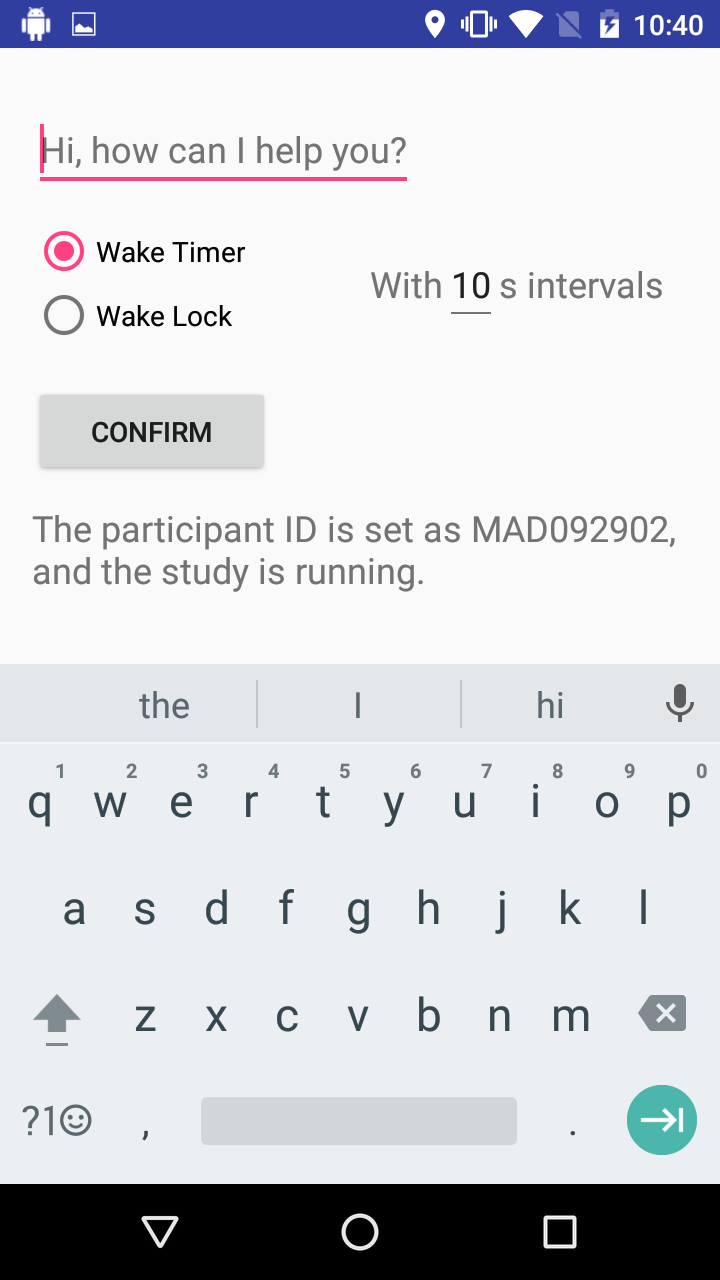 10:40
Hi, how can I help you?
Wake Timer
With 10 s intervals
Wake Lock
CONFIRM
The participant ID is set as MAD092902,
and the study is running.
the I hi
1 2 3 4 5 6 7 8 9 0
q w e r t y u i o p
a s d f g h j k l
z x c v b n m
?1☺ , .